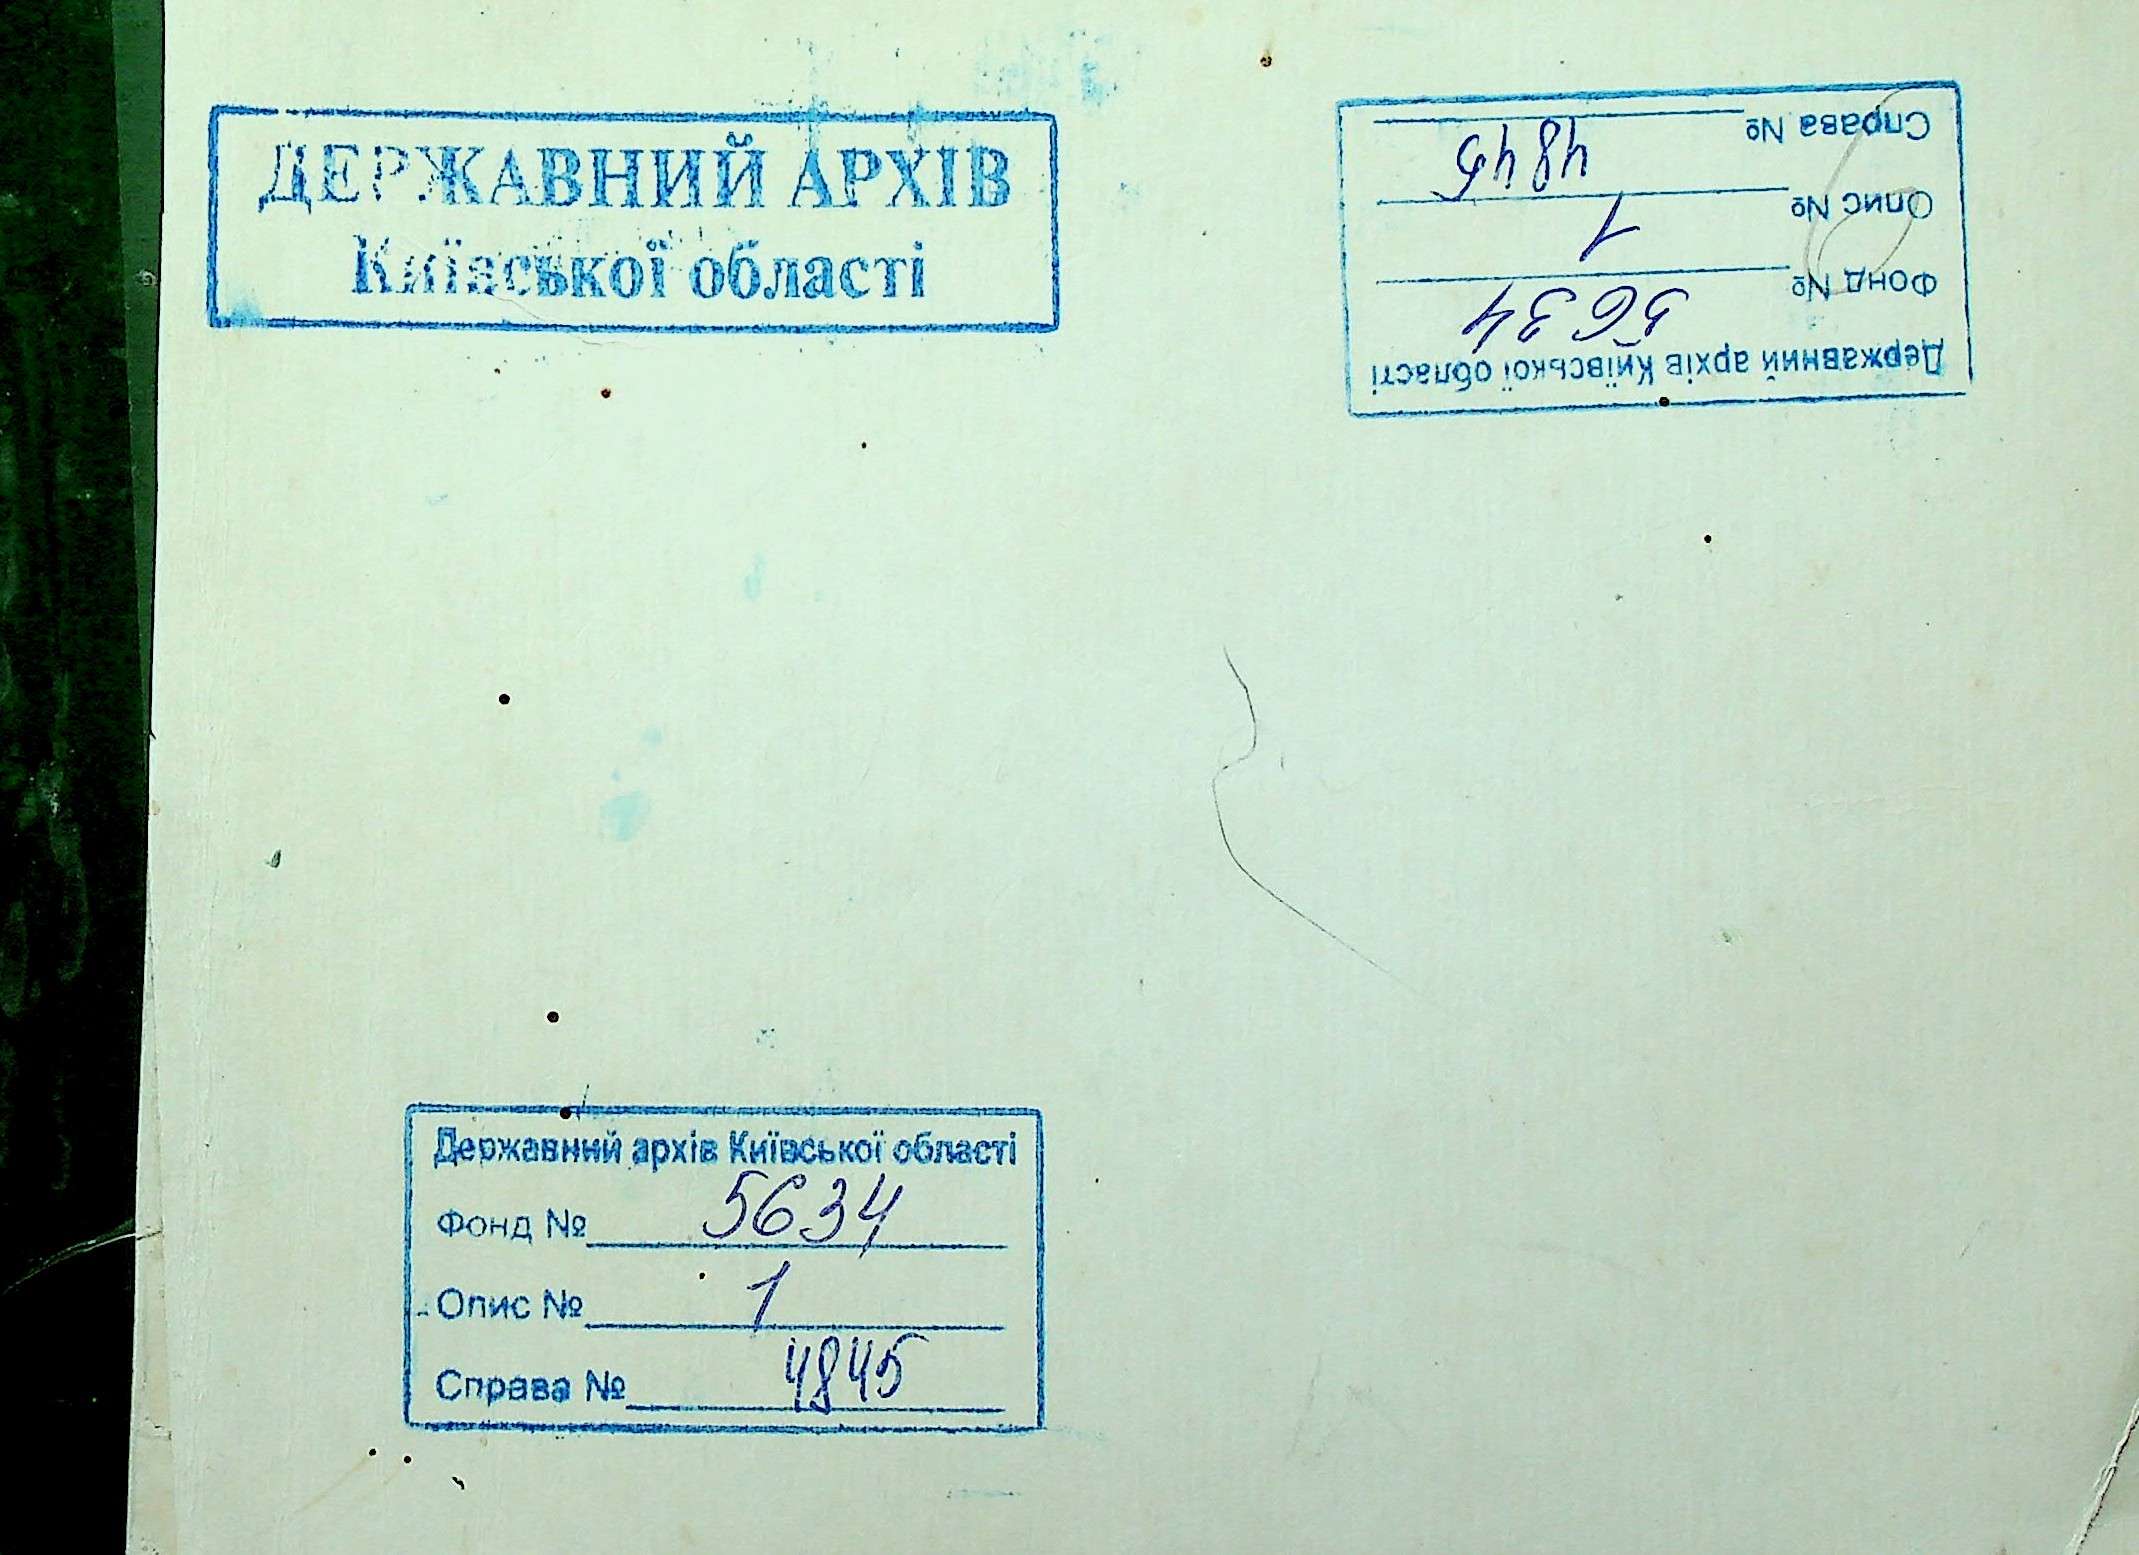 ДЕРЖАВНИЙ АРХІВ
Київської області
Державний архів Київської області
Фонд № 5634
Опис № 1
Справа № 4845
Державний архів Київської області
Фонд № 5634
Опис № 1
Справа № 4845